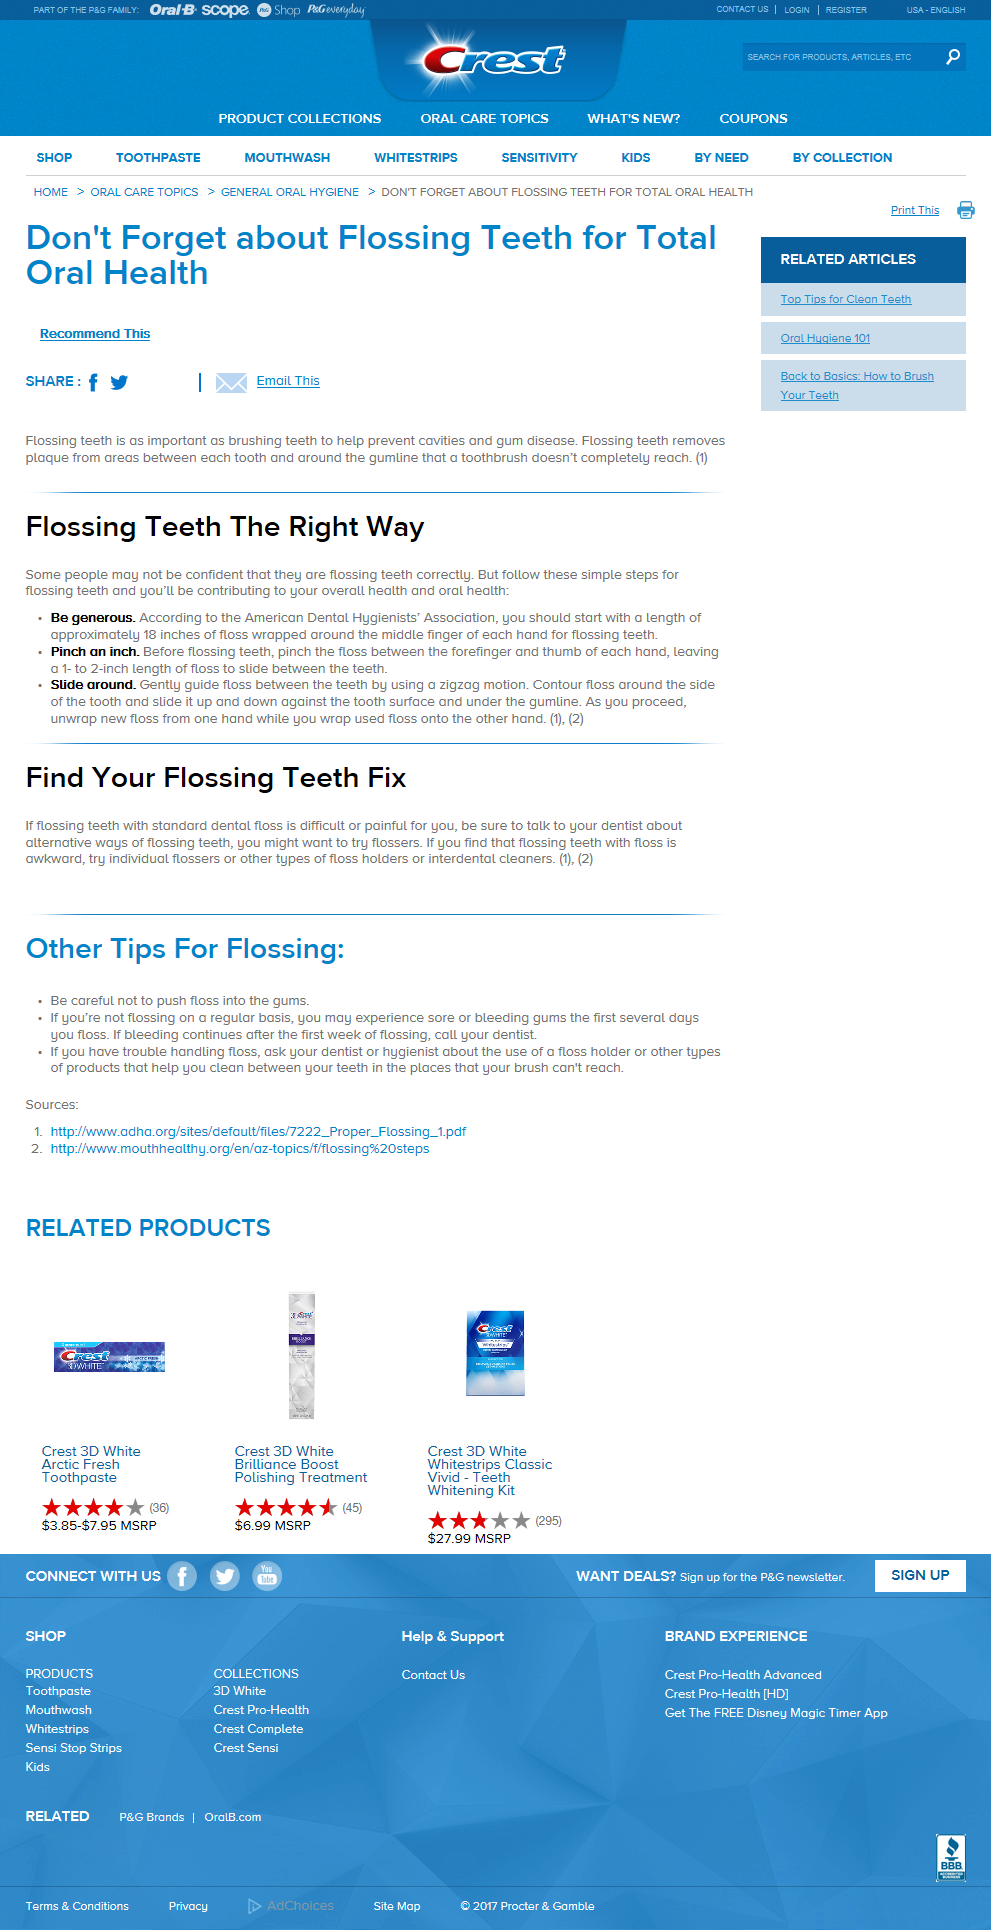 PART OF THE P&G FAMILY: Oral-B scope. P&G Shop P&G everyday
CONTACT US | LOGIN | REGISTER USA - ENGLISH
Crest
SEARCH FOR PRODUCTS, ARTICLES, ETC
PRODUCT COLLECTIONS ORAL CARE TOPICS WHAT'S NEW? COUPONS
SHOP TOOTHPASTE MOUTHWASH WHITESTRIPS SENSITIVITY KIDS BY NEED BY COLLECTION
HOME > ORAL CARE TOPICS > GENERAL ORAL HYGIENE > DON'T FORGET ABOUT FLOSSING TEETH FOR TOTAL ORAL HEALTH
Print This
Don't Forget about Flossing Teeth for Total
Oral Health
Recommend This
SHARE :
| Email This
RELATED ARTICLES
Top Tips for Clean Teeth
Oral Hygiene 101
Back to Basics: How to Brush
Your Teeth
Flossing teeth is as important as brushing teeth to help prevent cavities and gum disease. Flossing teeth removes
plaque from areas between each tooth and around the gumline that a toothbrush doesn't completely reach. (1)
Flossing Teeth The Right Way
Some people may not be confident that they are flossing teeth correctly. But follow these simple steps for
flossing teeth and you'll be contributing to your overall health and oral health:
• Be generous. According to the American Dental Hygienists' Association, you should start with a length of
approximately 18 inches of floss wrapped around the middle finger of each hand for flossing teeth.
• Pinch an inch. Before flossing teeth, pinch the floss between the forefinger and thumb of each hand, leaving
a 1- to 2-inch length of floss to slide between the teeth.
• Slide around. Gently guide floss between the teeth by using a zigzag motion. Contour floss around the side
of the tooth and slide it up and down against the tooth surface and under the gumline. As you proceed,
unwrap new floss from one hand while you wrap used floss onto the other hand. (1), (2)
Find Your Flossing Teeth Fix
If flossing teeth with standard dental floss is difficult or painful for you, be sure to talk to your dentist about
alternative ways of flossing teeth, you might want to try flossers. If you find that flossing teeth with floss is
awkward, try individual flossers or other types of floss holders or interdental cleaners. (1), (2)
Other Tips For Flossing:
• Be careful not to push floss into the gums.
• If you're not flossing on a regular basis, you may experience sore or bleeding gums the first several days
you floss. If bleeding continues after the first week of flossing, call your dentist.
• If you have trouble handling floss, ask your dentist or hygienist about the use of a floss holder or other types
of products that help you clean between your teeth in the places that your brush can't reach.
Sources:
1. http://www.adha.org/sites/default/files/7222_Proper_Flossing_1.pdf
2. http://www.mouthhealthy.org/en/az-topics/f/flossing%20steps
RELATED PRODUCTS
Crest
3D WHITE
ARCTIC FRESH
3D WHITE
Crest
3D WHITE
Whitestrips
Crest 3D White
Arctic Fresh
Toothpaste
(36)
$3.85-$7.95 MSRP
Crest 3D White
Brilliance Boost
Polishing Treatment
(45)
$6.99 MSRP
Crest 3D White
Whitestrips Classic
Vivid - Teeth
Whitening Kit
(295)
$27.99 MSRP
CONNECT WITH US You Tube
WANT DEALS? Sign up for the P&G newsletter. SIGN UP
SHOP
PRODUCTS
Toothpaste
Mouthwash
Whitestrips
Sensi Stop Strips
Kids
COLLECTIONS
3D White
Crest Pro-Health
Crest Complete
Crest Sensi
Help & Support
Contact Us
BRAND EXPERIENCE
Crest Pro-Health Advanced
Crest Pro-Health [HD]
Get The FREE Disney Magic Timer App
RELATED P&G Brands | OralB.com
BBB
ACCREDITED
BUSINESS
Terms & Conditions Privacy AdChoices Site Map © 2017 Procter & Gamble